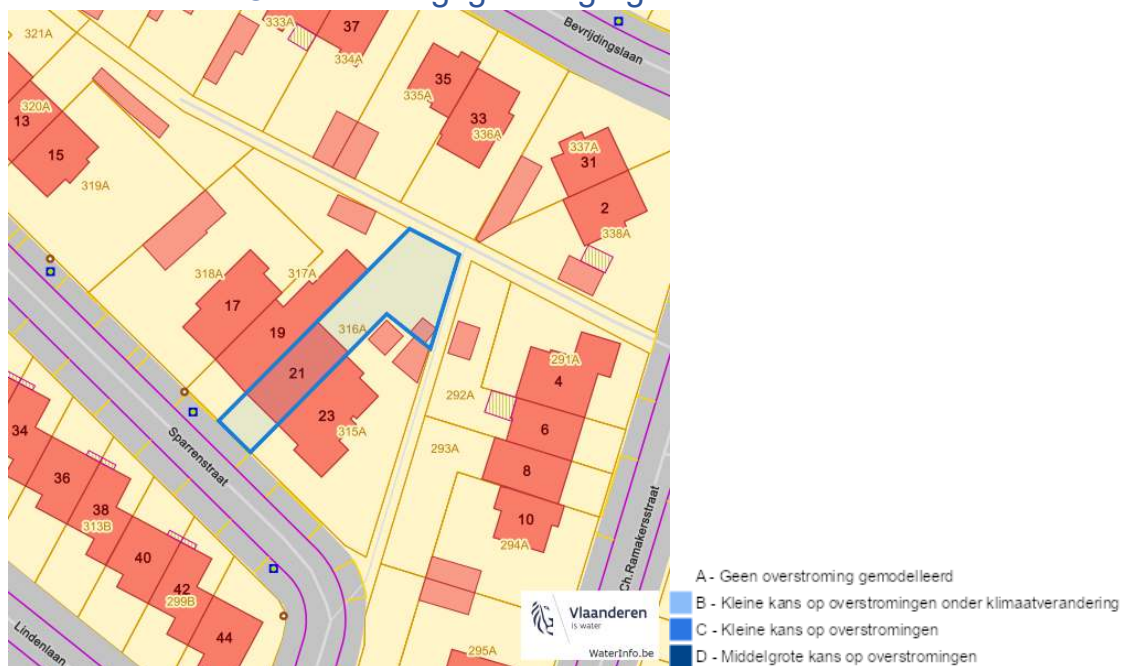 321A
333A
37
334A
Bevrijdingslaan
35
335A
33
336A
320A
13
15
319A
337A
31
2
338A
318A
317A
17
19
316A
21
23
315A
291A
4
292A
6
293A
8
10
294A
34
36
38
313B
40
42
299B
44
Sparrenstraat
Lindenlaan
Ch.Ramakersstraat
295A
Vlaanderen
is water
WaterInfo.be
A - Geen overstroming gemodelleerd
B - Kleine kans op overstromingen onder klimaatverandering
C - Kleine kans op overstromingen
D - Middelgrote kans op overstromingen